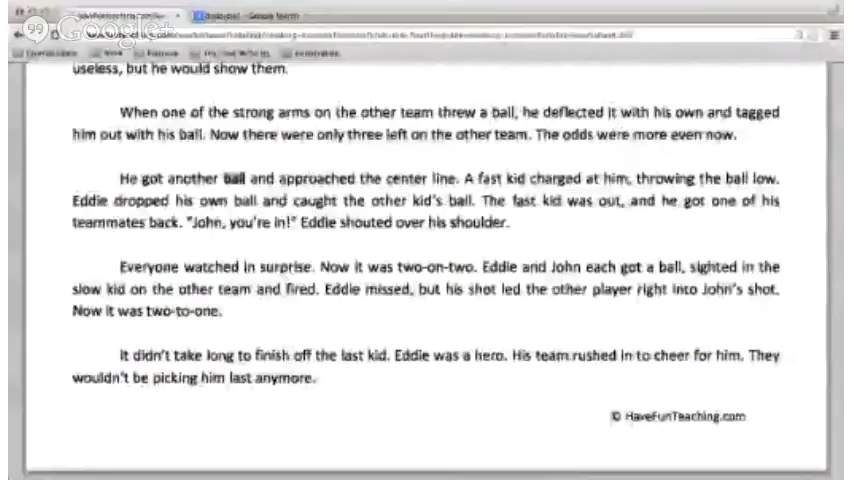 Google+
useless, but he would show them.
When one of the strong arms on the other team threw a ball, he deflected it with his own and tagged
him out with his ball. Now there were only three left on the other team. The odds were more even now.
He got another ball and approached the center line. A fast kid charged at him, throwing the ball low.
Eddie dropped his own ball and caught the other kid's ball. The fast kid was out, and he got one of his
teammates back. "John, you're in!" Eddie shouted over his shoulder.
Everyone watched in surprise. Now it was two-on-two. Eddie and John each got a ball, sighted in the
slow kid on the other team and fired. Eddie missed, but his shot led the other player right into John's shot.
Now it was two-to-one.
It didn't take long to finish off the last kid. Eddie was a hero. His team rushed in to cheer for him. They
wouldn't be picking him last anymore.
© HaveFunTeaching.com